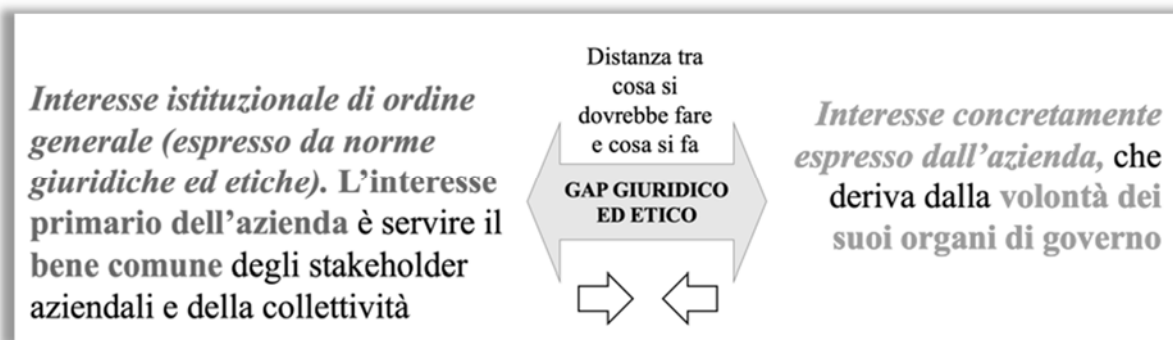 Interesse istituzionale di ordine
generale (espresso da norme
giuridiche ed etiche). L’interesse
primario dell’azienda è servire il
bene comune degli stakeholder
aziendali e della collettività
Distanza tra
cosa si
dovrebbe fare
e cosa si fa
GAP GIURIDICO
ED ETICO
Interesse concretamente
espresso dall’azienda, che
deriva dalla volontà dei
suoi organi di governo